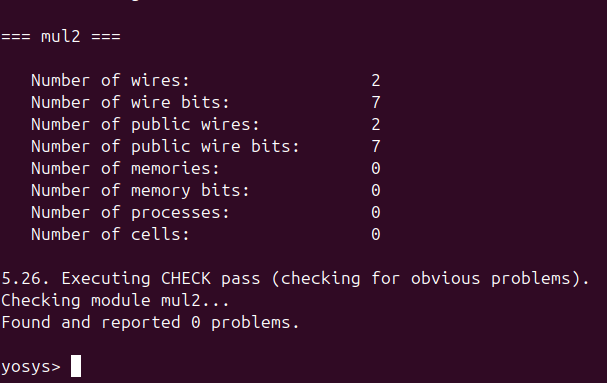 === mul2 ===
Number of wires: 2
Number of wire bits: 7
Number of public wires: 2
Number of public wire bits: 7
Number of memories: 0
Number of memory bits: 0
Number of processes: 0
Number of cells: 0
5.26. Executing CHECK pass (checking for obvious problems).
Checking module mul2...
Found and reported 0 problems.
yosys>